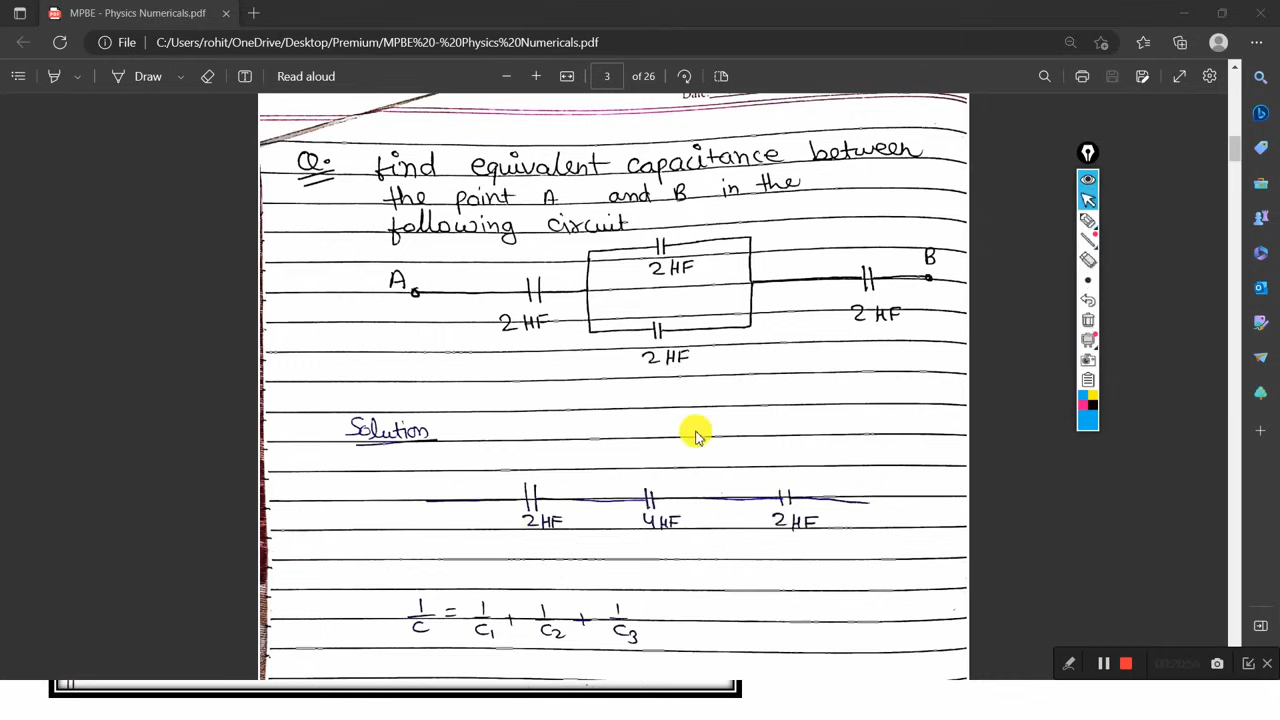 MPBE - Physics Numericals.pdf
File C:/Users/rohit/OneDrive/Desktop/Premium/MPBE%20-%20Physics%20Numericals.pdf
Draw Read aloud 3 of 26
Date:
Q: find equivalent capacitance between
the point A and B in the
following circuit
2 μF
A B
2 μF 2 μF
2 μF
Solution
2 μF 4 μF 2 μF
1/C = 1/C₁ + 1/C₂ + 1/C₃